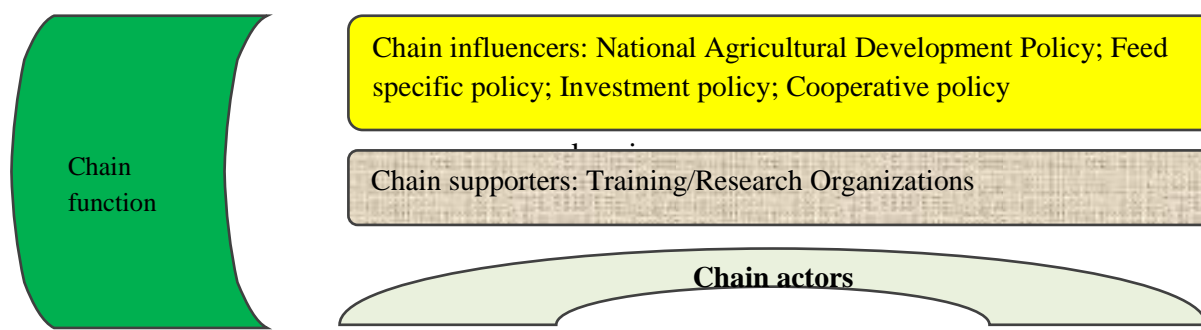 Chain influencers: National Agricultural Development Policy; Feed
specific policy; Investment policy; Cooperative policy
Chain
function
Chain supporters: Training/Research Organizations
Chain actors